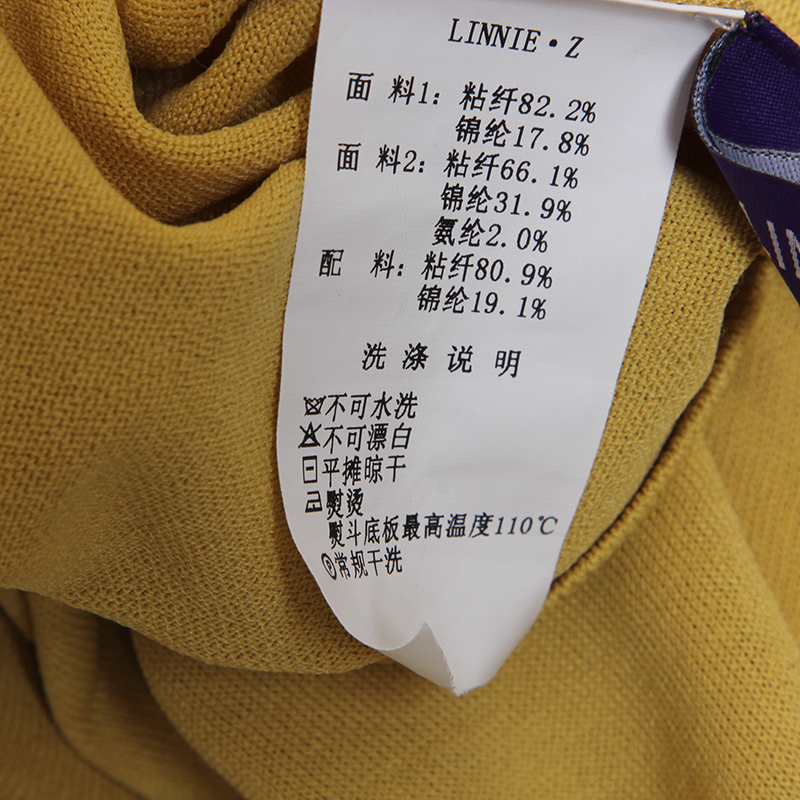 LINNIE·Z
面 料1：粘纤82.2%
锦纶17.8%
面 料2：粘纤66.1%
锦纶31.9%
氨纶2.0%
配 料：粘纤80.9%
锦纶19.1%
洗涤说明
不可水洗
不可漂白
平摊晾干
熨烫
熨斗底板最高温度110℃
Ⓟ常规干洗